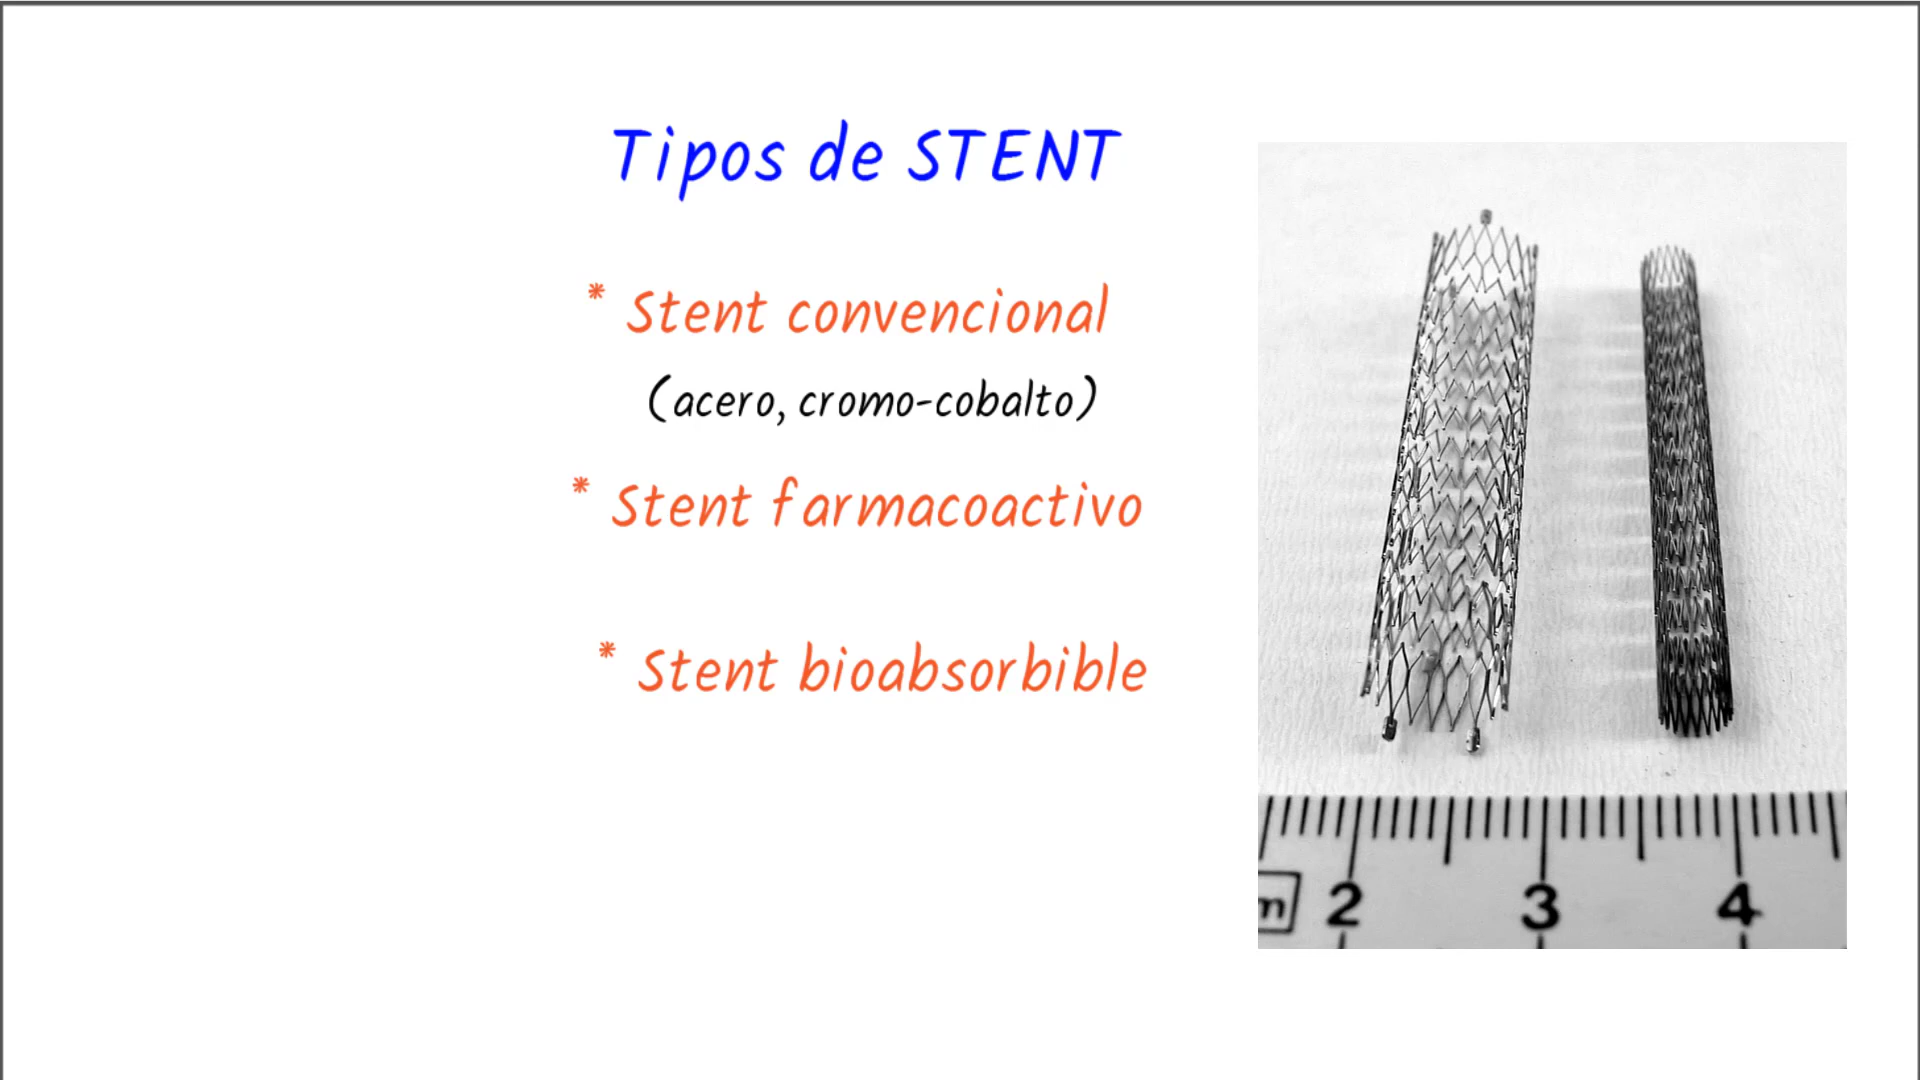 Tipos de STENT
* Stent convencional
(acero, cromo-cobalto)
* Stent farmacoactivo
* Stent bioabsorbible
m 2 3 4